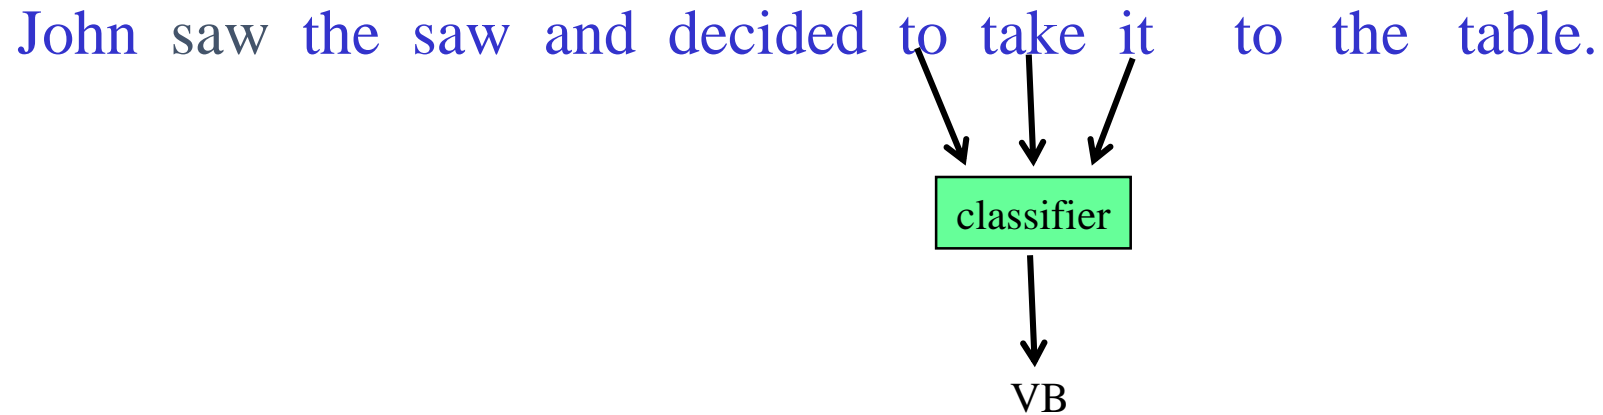 John saw the saw and decided to take it to the table.
classifier
VB